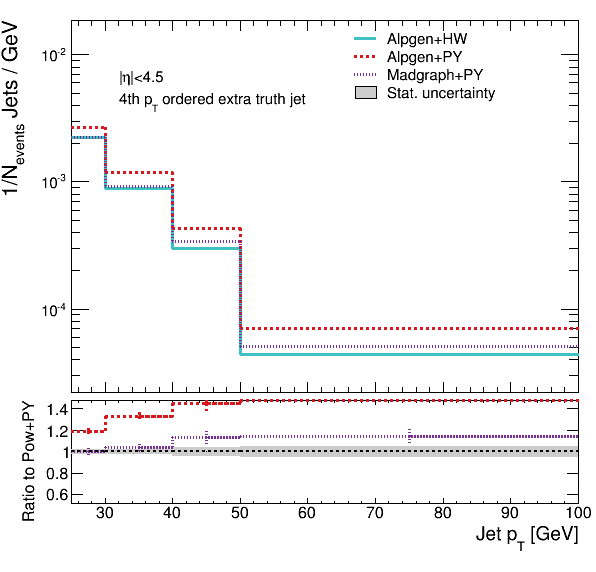 1/N_events Jets / GeV
10^-2
10^-3
10^-4
|η|<4.5
4th p_T ordered extra truth jet
Alpgen+HW
Alpgen+PY
Madgraph+PY
Stat. uncertainty
Ratio to Pow+PY
1.4
1.2
1
0.8
0.6
30 40 50 60 70 80 90 100
Jet p_T [GeV]